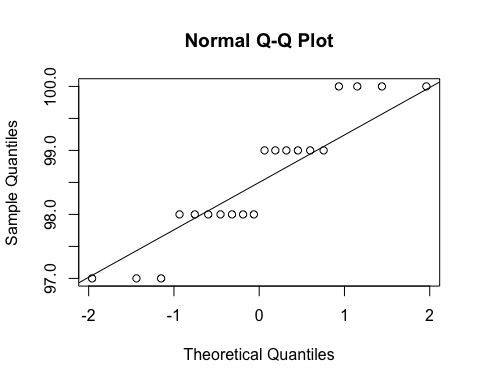 Normal Q-Q Plot
Sample Quantiles
100.0
99.0
98.0
97.0
-2 -1 0 1 2
Theoretical Quantiles